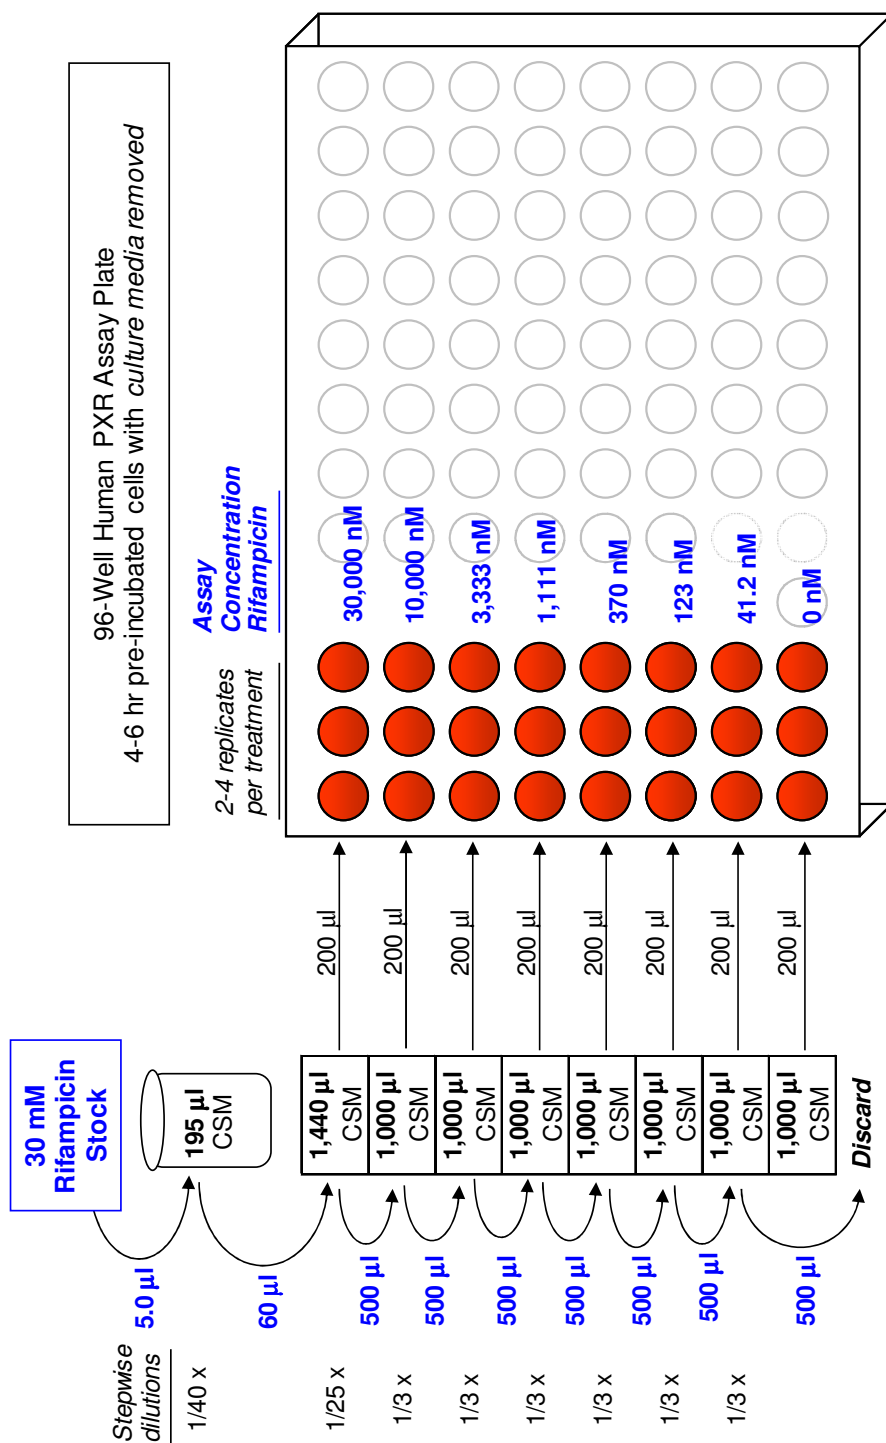 96-Well Human PXR Assay Plate
4-6 hr pre-incubated cells with culture media removed
30 mM
Rifampicin
Stock
195 µl
CSM
Stepwise
dilutions
1/40 x
1/25 x
1/3 x
1/3 x
1/3 x
1/3 x
1/3 x
1/3 x
5.0 µl
60 µl
500 µl
500 µl
500 µl
500 µl
500 µl
500 µl
500 µl
1,440 µl
CSM
1,000 µl
CSM
1,000 µl
CSM
1,000 µl
CSM
1,000 µl
CSM
1,000 µl
CSM
1,000 µl
CSM
1,000 µl
CSM
Discard
200 µl
200 µl
200 µl
200 µl
200 µl
200 µl
200 µl
200 µl
2-4 replicates
per treatment
Assay
Concentration
Rifampicin
30,000 nM
10,000 nM
3,333 nM
1,111 nM
370 nM
123 nM
41.2 nM
0 nM